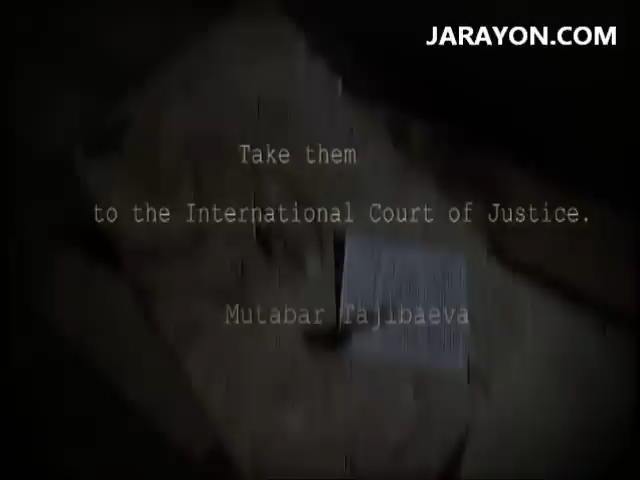 JARAYON.COM
Take them
to the International Court of Justice.
Mutabar Tajibaeva